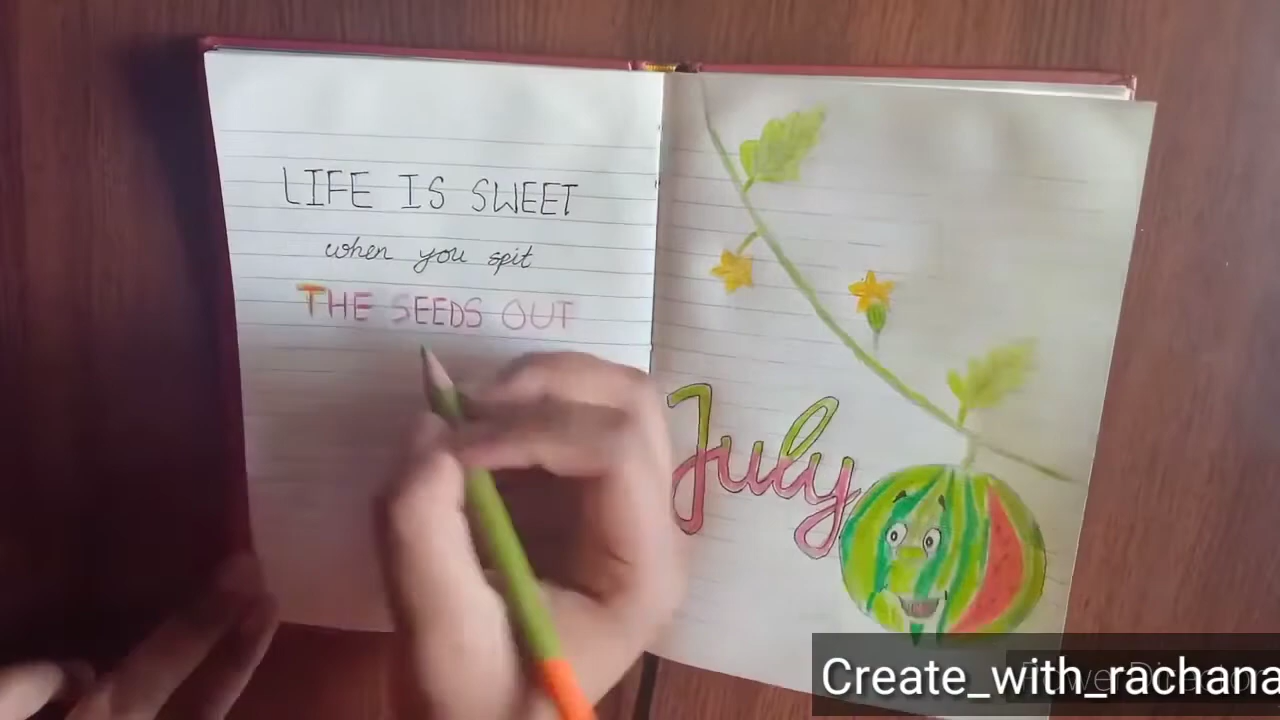 LIFE IS SWEET
when you spit
THE SEEDS OUT
July
Create_with_rachana